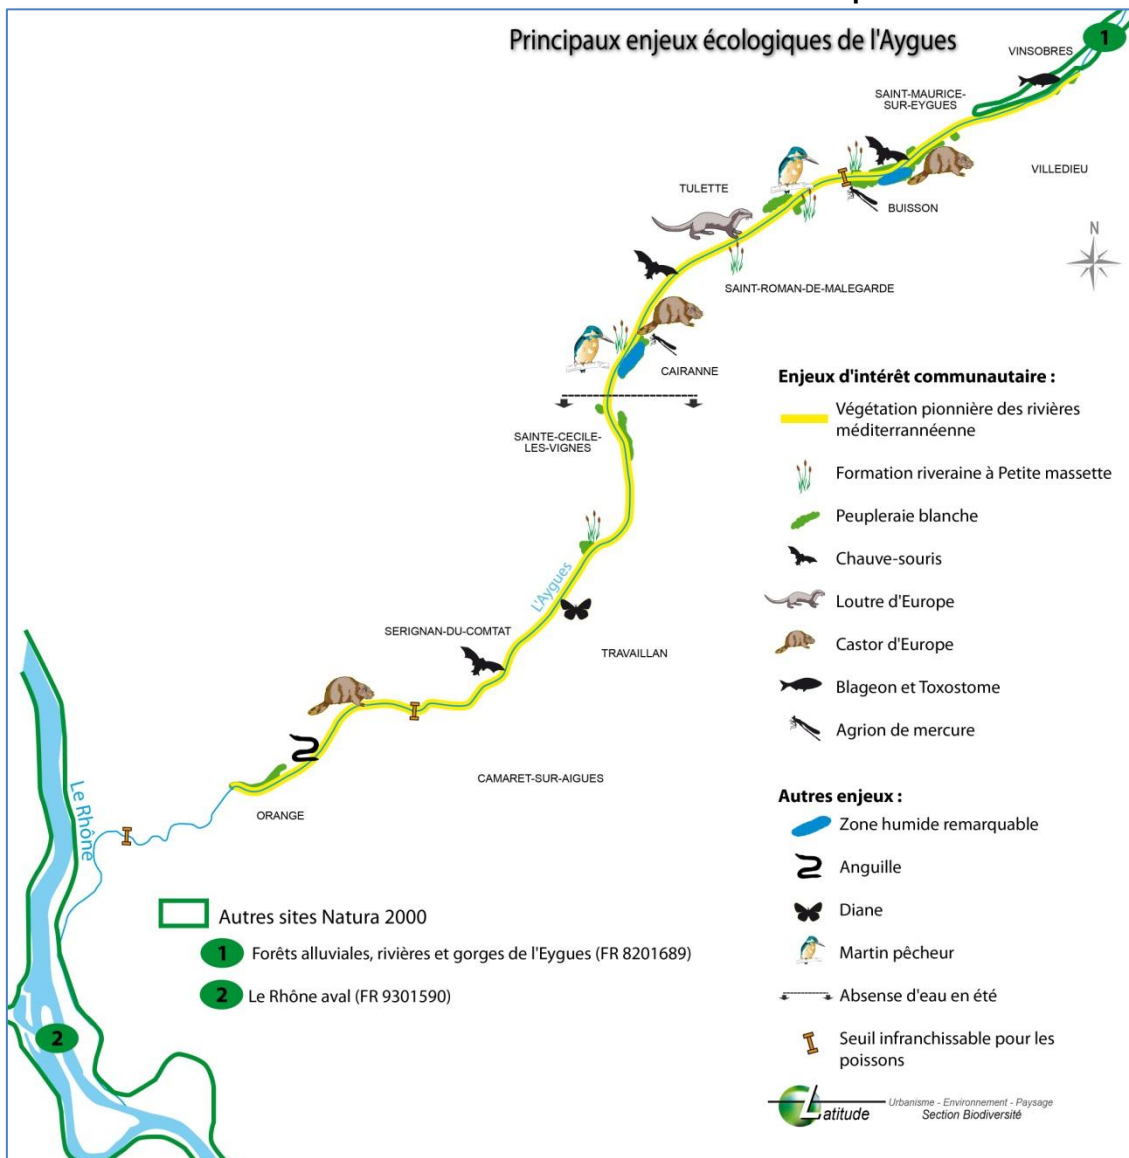 Principaux enjeux écologiques de l'Aygues
1
VINSOBRES
SAINT-MAURICE-
SUR-EYGUES
VILLEDIEU
TULETTE
BUISSON
N
SAINT-ROMAN-DE-MALEGARDE
CAIRANNE
SAINTE-CECILE-
LES-VIGNES
L'Aygues
SERIGNAN-DU-COMTAT
TRAVAILLAN
CAMARET-SUR-AIGUES
ORANGE
Le Rhône
2
Enjeux d'intérêt communautaire :
Végétation pionnière des rivières
méditerrannéenne
Formation riveraine à Petite massette
Peupleraie blanche
Chauve-souris
Loutre d'Europe
Castor d'Europe
Blageon et Toxostome
Agrion de mercure
Autres enjeux :
Zone humide remarquable
Anguille
Diane
Martin pêcheur
Absense d'eau en été
Seuil infranchissable pour les
poissons
Autres sites Natura 2000
1 Forêts alluviales, rivières et gorges de l'Eygues (FR 8201689)
2 Le Rhône aval (FR 9301590)
Latitude
Urbanisme - Environnement - Paysage
Section Biodiversité